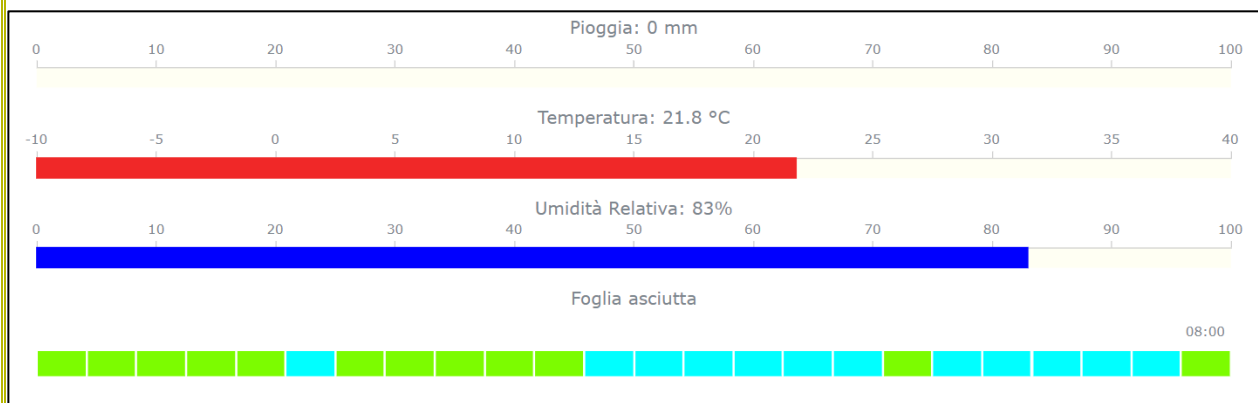 Pioggia: 0 mm
0 10 20 30 40 50 60 70 80 90 100
Temperatura: 21.8 °C
-10 -5 0 5 10 15 20 25 30 35 40
Umidità Relativa: 83%
0 10 20 30 40 50 60 70 80 90 100
Foglia asciutta
08:00